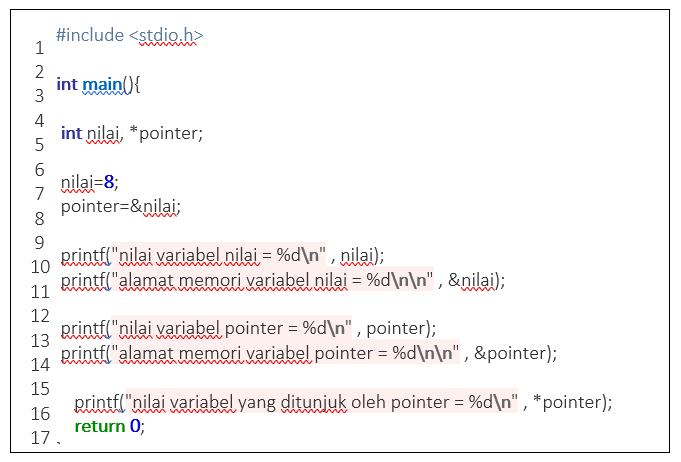 #include <stdio.h>
1
2
int main(){
3
4
int nilai, *pointer;
5
6
nilai=8;
7
pointer=&nilai;
8
9
printf("nilai variabel nilai = %d\n" , nilai);
10
printf("alamat memori variabel nilai = %d\n\n" , &nilai);
11
12
printf("nilai variabel pointer = %d\n" , pointer);
13
printf("alamat memori variabel pointer = %d\n\n" , &pointer);
14
15
printf("nilai variabel yang ditunjuk oleh pointer = %d\n" , *pointer);
16
return 0;
17